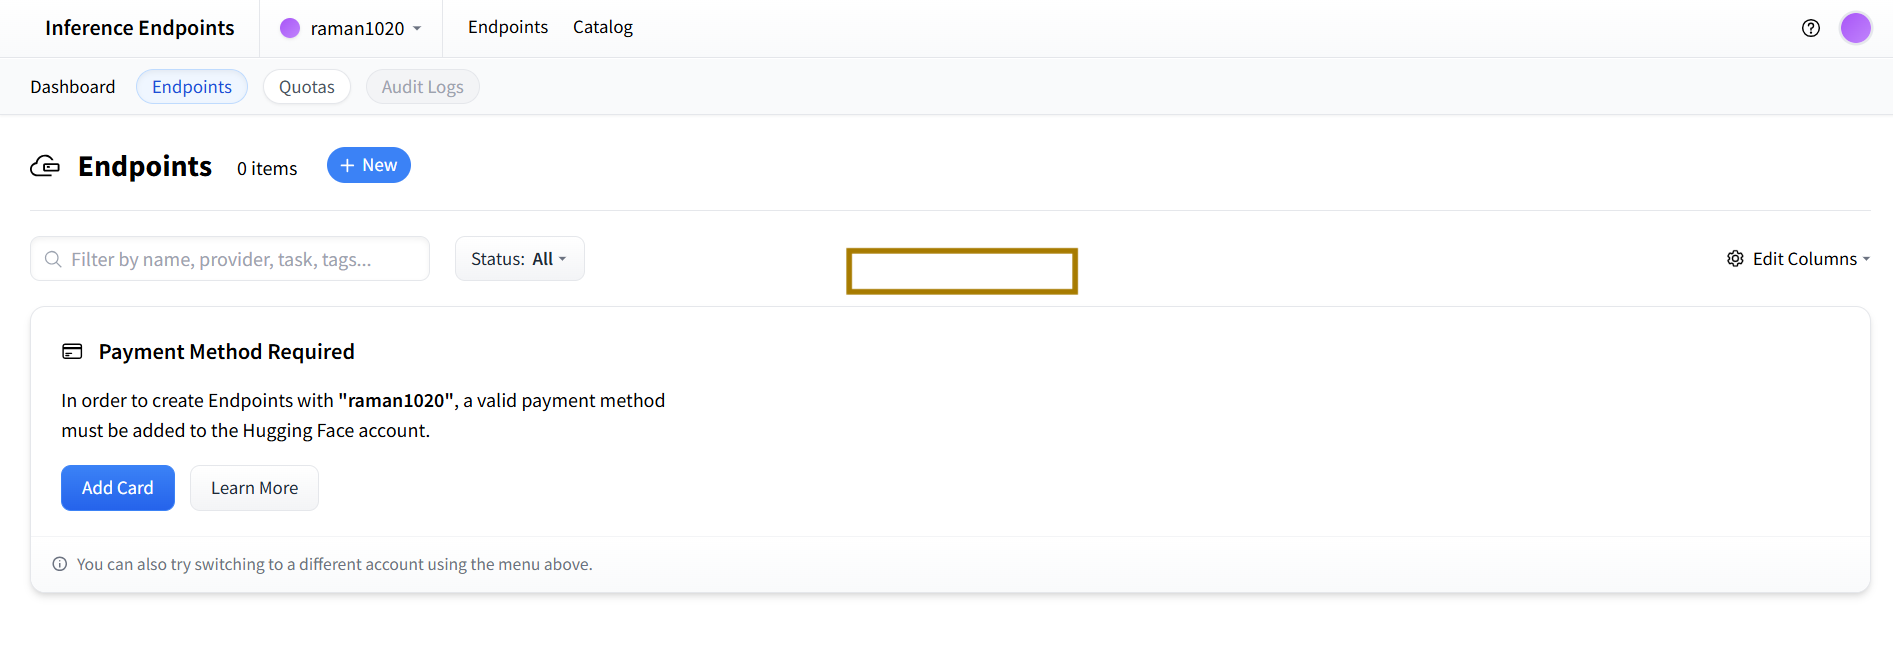 Inference Endpoints raman1020 Endpoints Catalog
Dashboard Endpoints Quotas Audit Logs
Endpoints 0 items + New
Filter by name, provider, task, tags... Status: All Edit Columns
Payment Method Required
In order to create Endpoints with "raman1020", a valid payment method
must be added to the Hugging Face account.
Add Card Learn More
You can also try switching to a different account using the menu above.